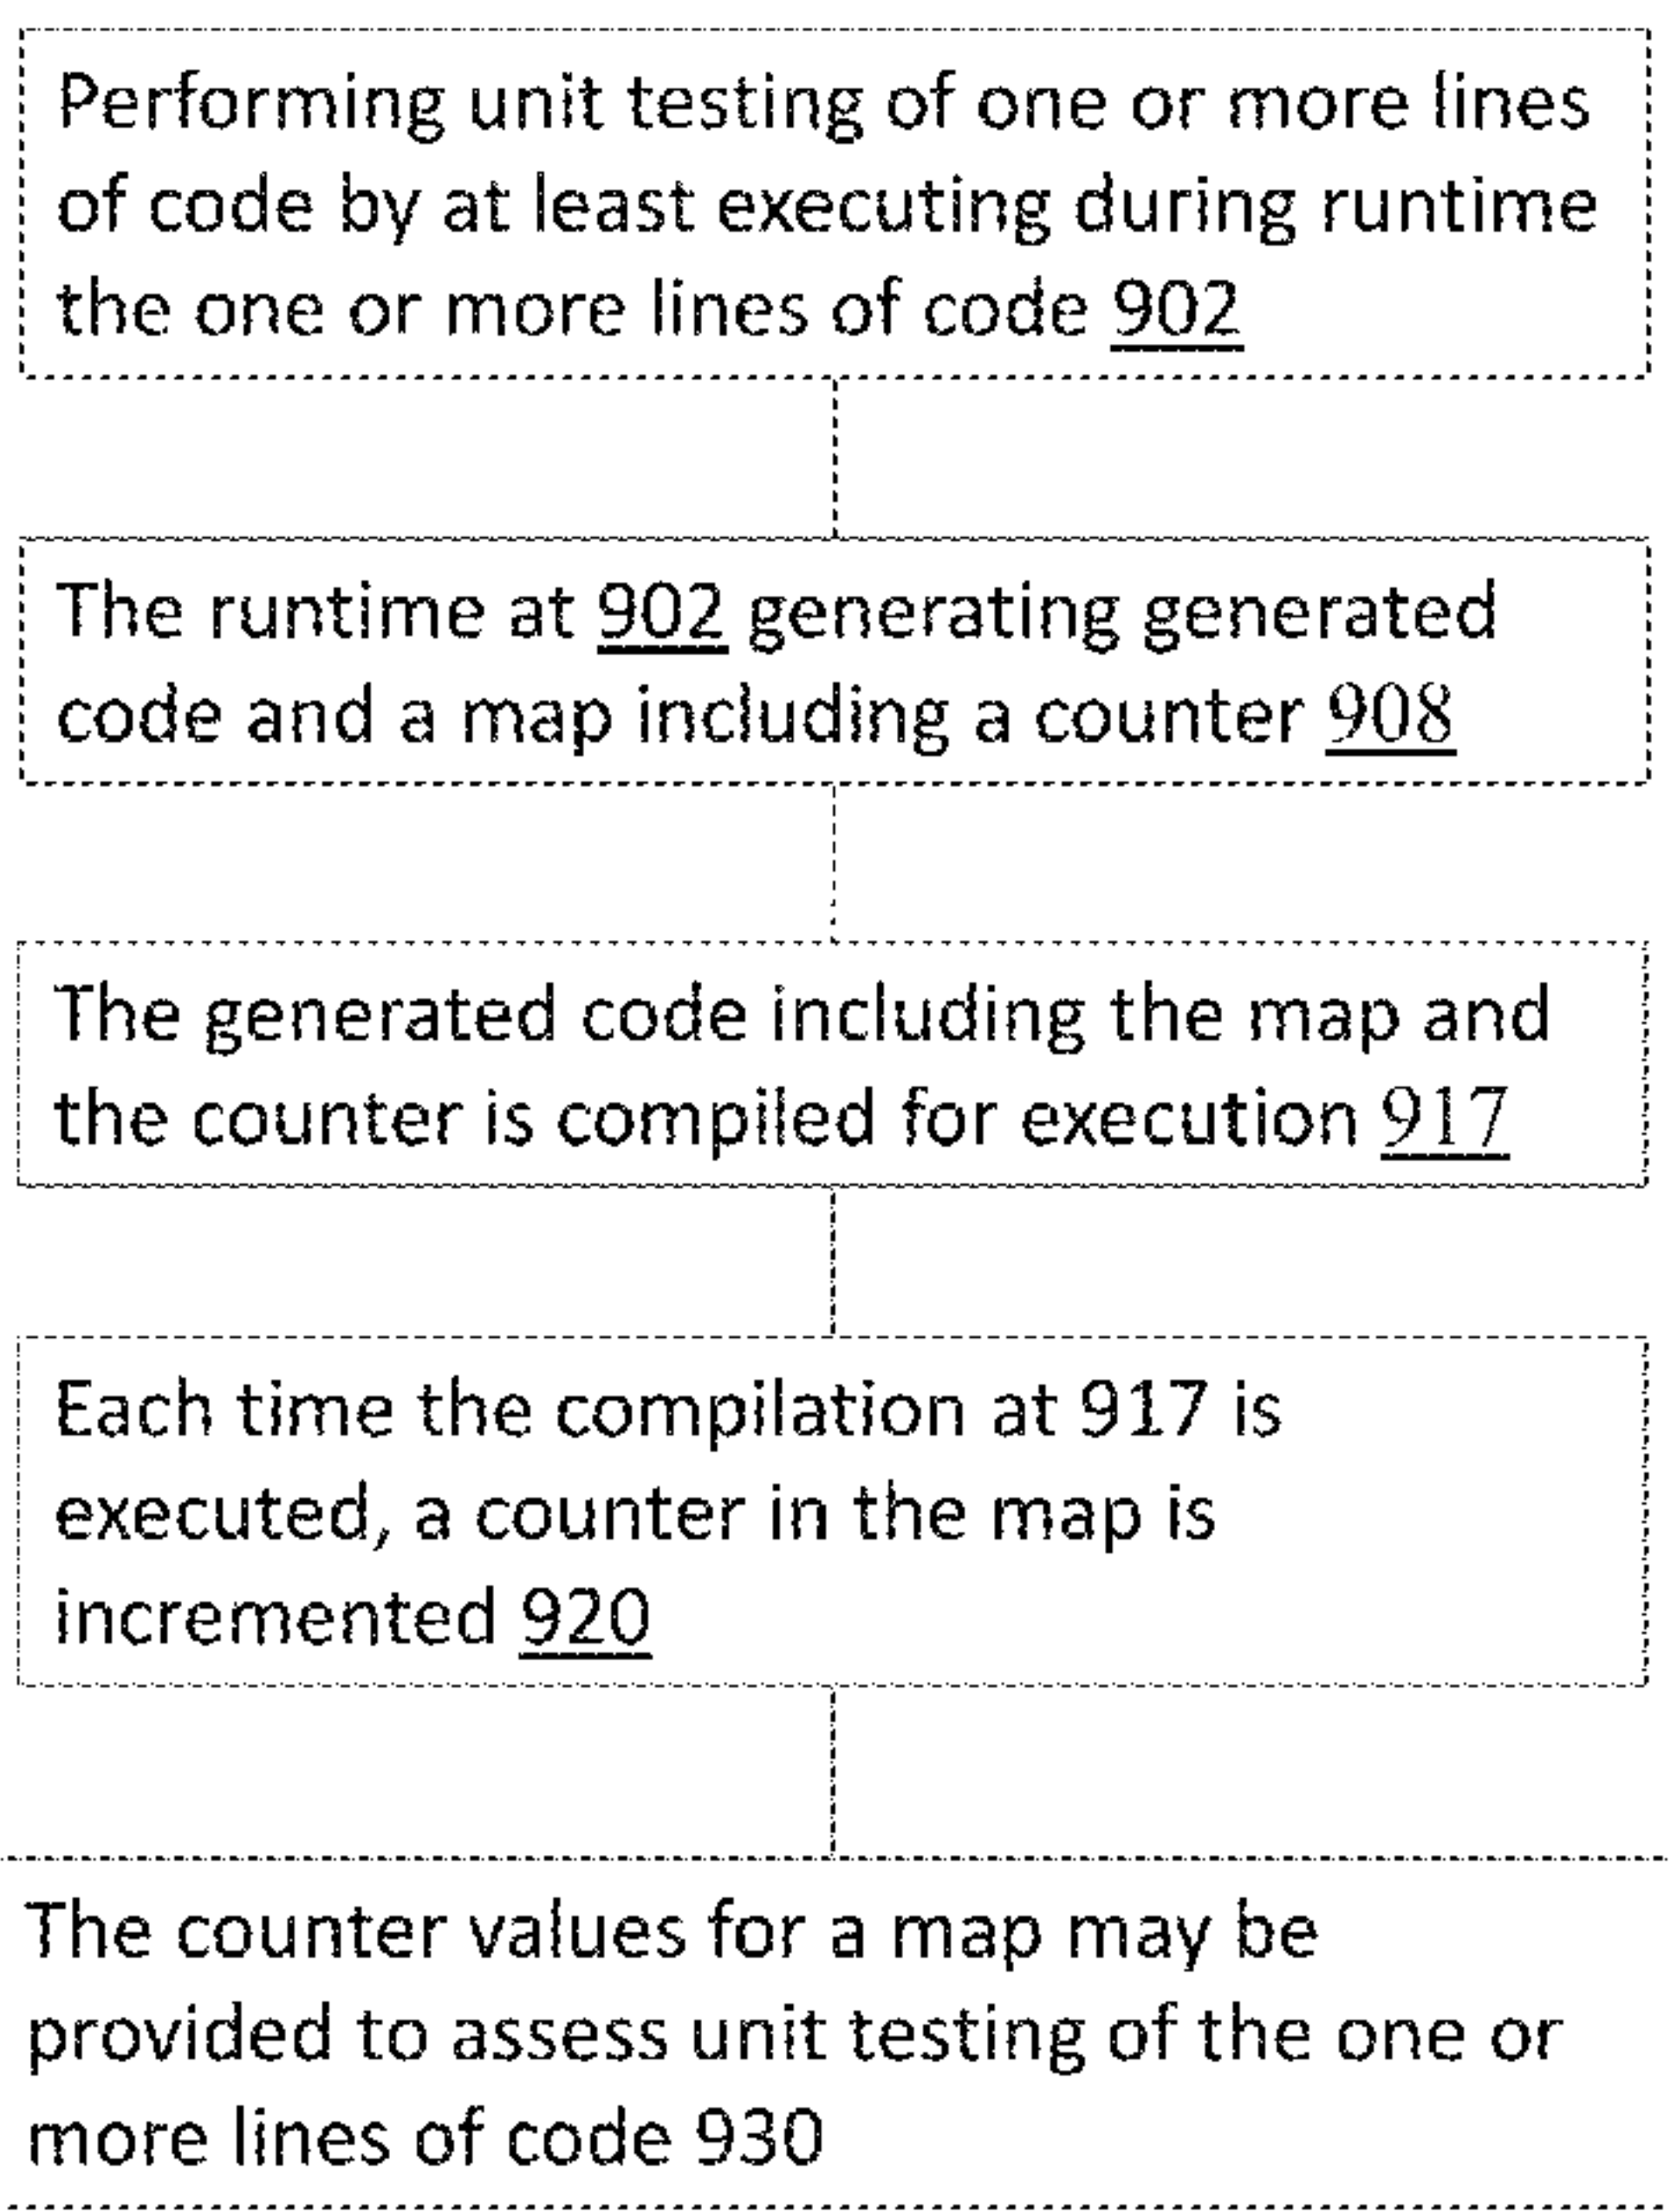 Performing unit testing of one or more lines
of code by at least executing during runtime
the one or more lines of code 902
The runtime at 902 generating generated
code and a map including a counter 908
The generated code including the map and
the counter is compiled for execution 917
Each time the compilation at 917 is
executed, a counter in the map is
incremented 920
The counter values for a map may be
provided to assess unit testing of the one or
more lines of code 930